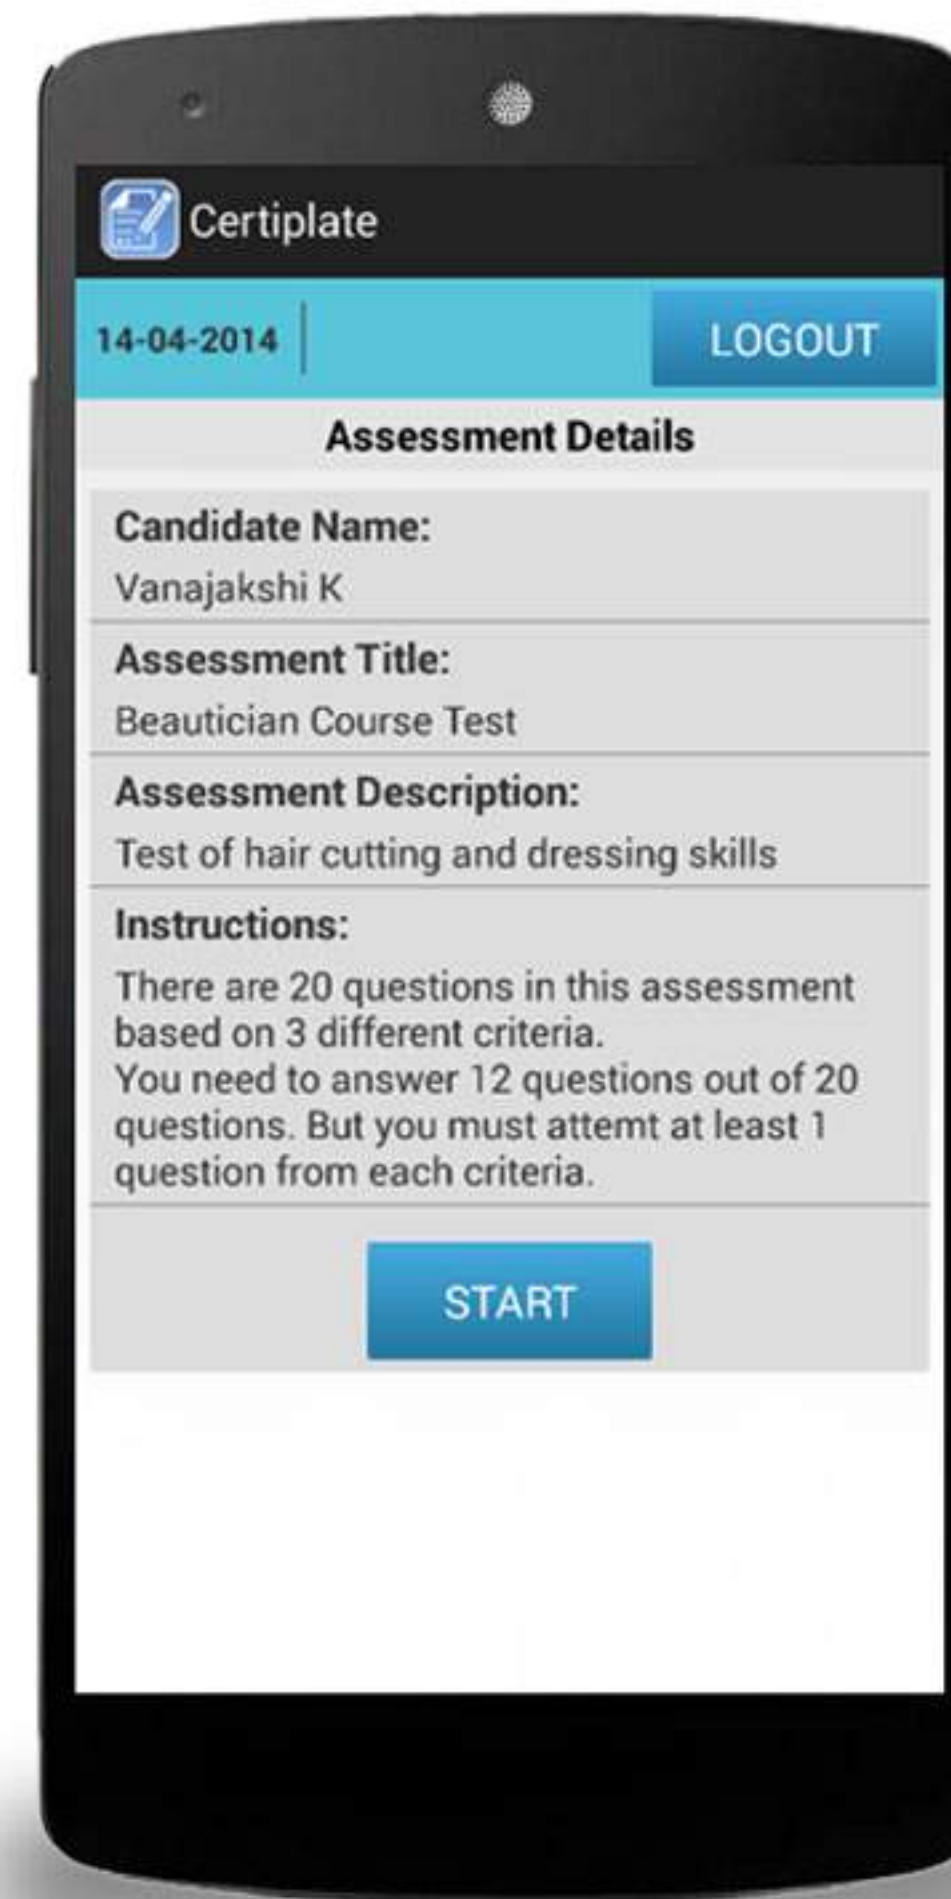 Certiplate
14-04-2014
LOGOUT
Assessment Details
Candidate Name:
Vanajakshi K
Assessment Title:
Beautician Course Test
Assessment Description:
Test of hair cutting and dressing skills
Instructions:
There are 20 questions in this assessment
based on 3 different criteria.
You need to answer 12 questions out of 20
questions. But you must attemt at least 1
question from each criteria.
START